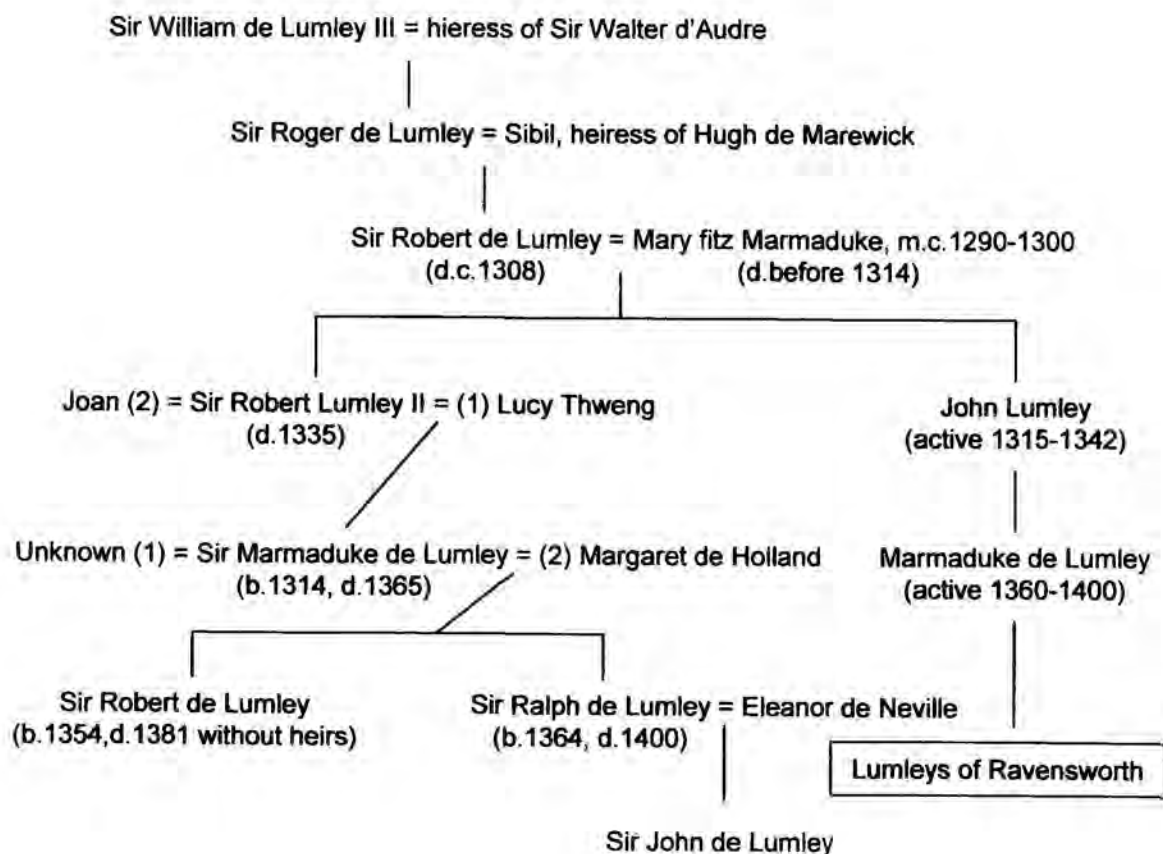 Sir William de Lumley III = hieress of Sir Walter d'Audre
Sir Roger de Lumley = Sibil, heiress of Hugh de Marewick
Sir Robert de Lumley = Mary fitz Marmaduke, m.c.1290-1300
(d.c.1308) (d.before 1314)
Joan (2) = Sir Robert Lumley II = (1) Lucy Thweng
(d.1335)
John Lumley
(active 1315-1342)
Unknown (1) = Sir Marmaduke de Lumley = (2) Margaret de Holland
(b.1314, d.1365)
Marmaduke de Lumley
(active 1360-1400)
Sir Robert de Lumley
(b.1354,d.1381 without heirs)
Sir Ralph de Lumley = Eleanor de Neville
(b.1364, d.1400)
Lumleys of Ravensworth
Sir John de Lumley